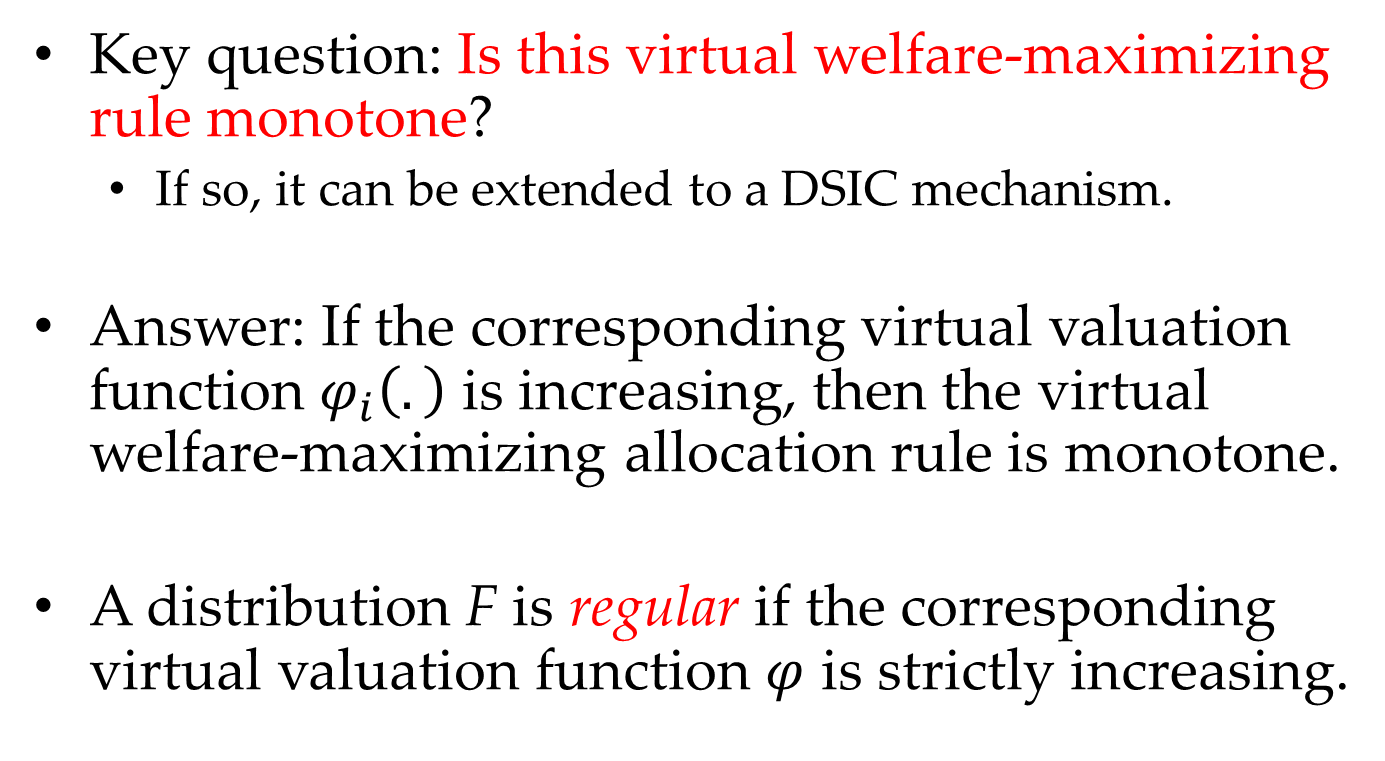 • Key question: Is this virtual welfare-maximizing
rule monotone?
• If so, it can be extended to a DSIC mechanism.
• Answer: If the corresponding virtual valuation
function φᵢ(.) is increasing, then the virtual
welfare-maximizing allocation rule is monotone.
• A distribution F is regular if the corresponding
virtual valuation function φ is strictly increasing.